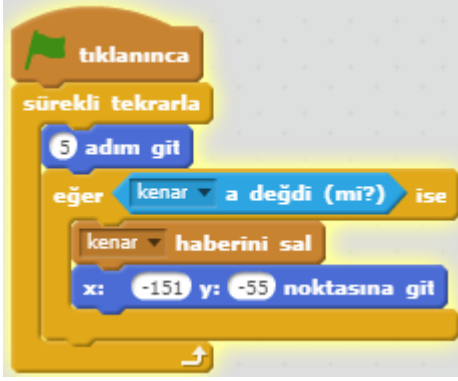 tıklanınca
sürekli tekrarla
5 adım git
eğer kenar a değdi (mi?) ise
kenar haberini sal
x: -151 y: -55 noktasına git